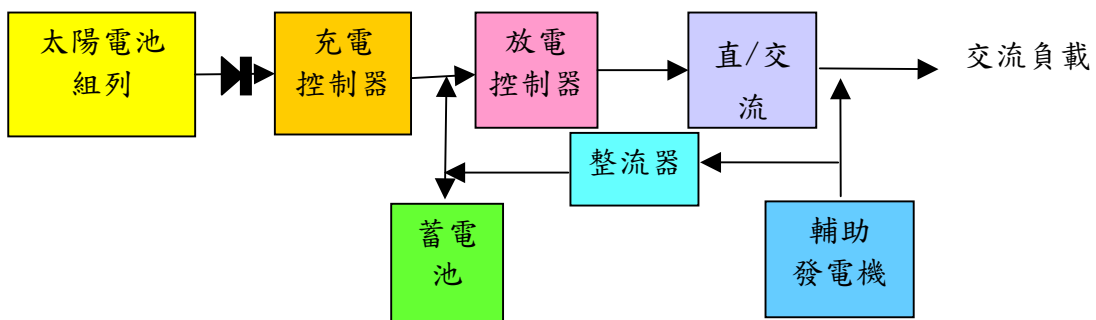 太陽電池
組列
充電
控制器
放電
控制器
直/交
流
交流負載
整流器
蓄電
池
輔助
發電機